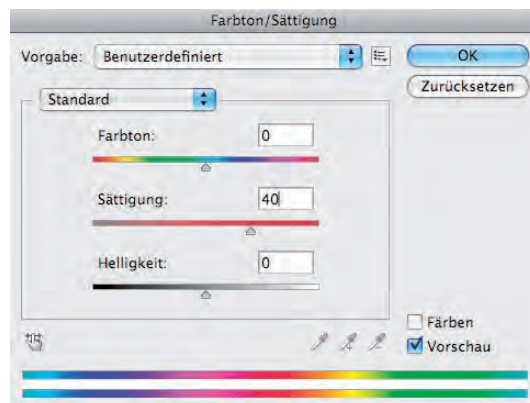 Farbton/Sättigung
Vorgabe: Benutzerdefiniert
OK
Zurücksetzen
Standard
Farbton: 0
Sättigung: 40
Helligkeit: 0
Färben
Vorschau